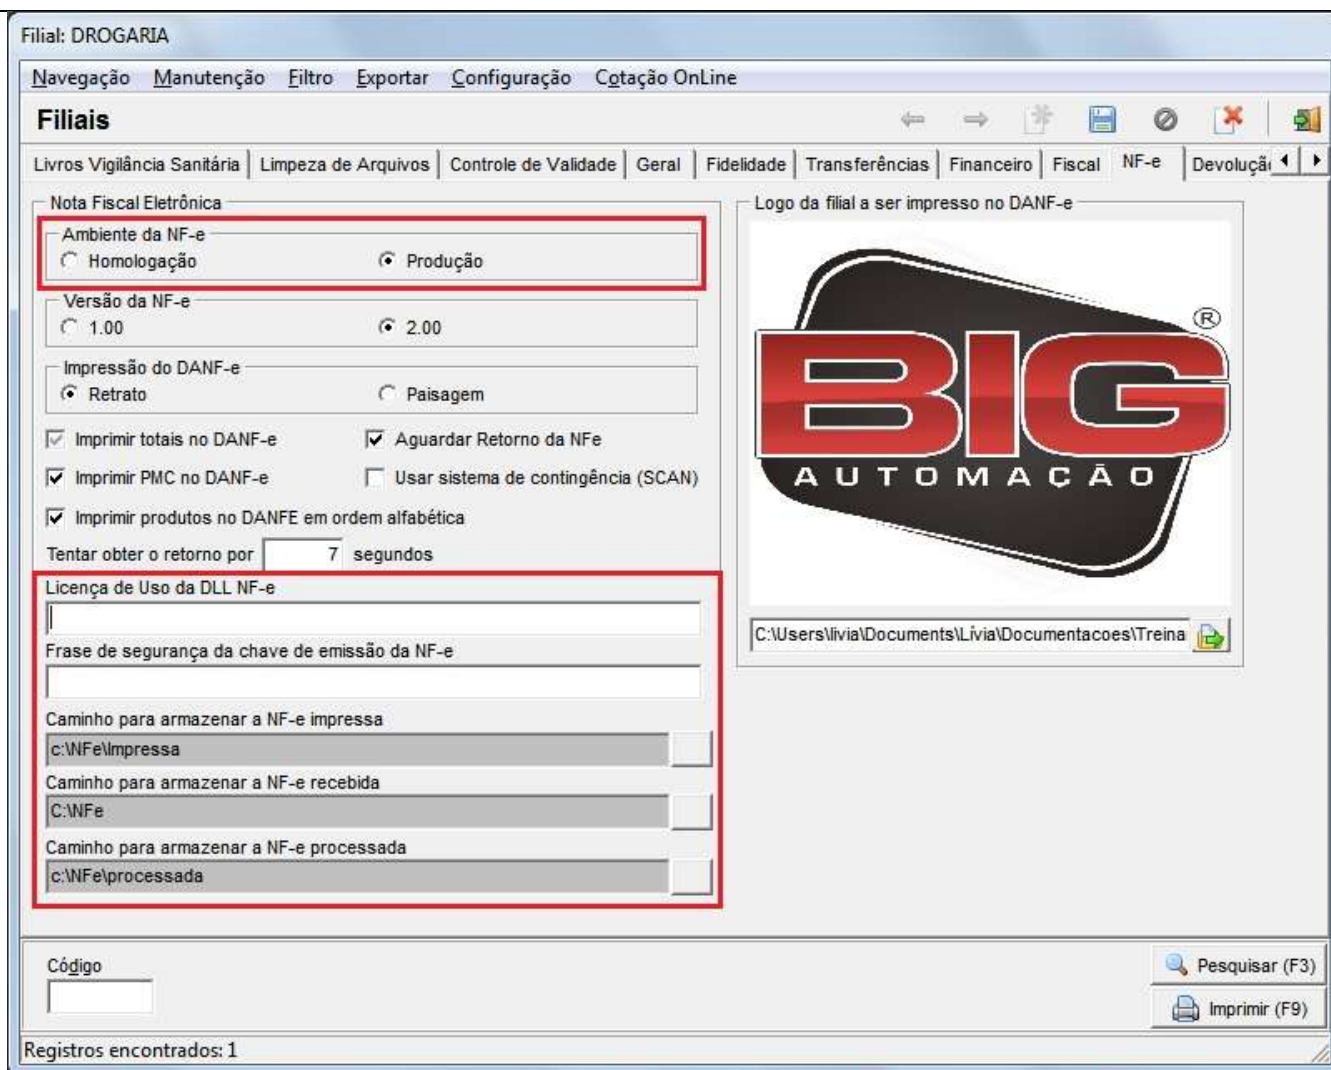 Filial: DROGARIA
Navegação Manutenção Filtro Exportar Configuração Cotação OnLine
Filiais
Livros Vigilância Sanitária Limpeza de Arquivos Controle de Validade Geral Fidelidade Transferências Financeiro Fiscal NF-e Devoluçã
Nota Fiscal Eletrônica
Ambiente da NF-e
Homologação Produção
Versão da NF-e
1.00 2.00
Impressão do DANF-e
Retrato Paisagem
Imprimir totais no DANF-e Aguardar Retorno da NFe
Imprimir PMC no DANF-e Usar sistema de contingência (SCAN)
Imprimir produtos no DANFE em ordem alfabética
Tentar obter o retorno por 7 segundos
Licença de Uso da DLL NF-e
Frase de segurança da chave de emissão da NF-e
Caminho para armazenar a NF-e impressa
c:\NFe\Impressa
Caminho para armazenar a NF-e recebida
C:\NFe
Caminho para armazenar a NF-e processada
c:\NFe\processada
Logo da filial a ser impresso no DANF-e
BIG ®
AUTOMAÇÃO
C:\Users\livia\Documents\Lívia\Documentacoes\Treina
Código
Pesquisar (F3)
Imprimir (F9)
Registros encontrados: 1